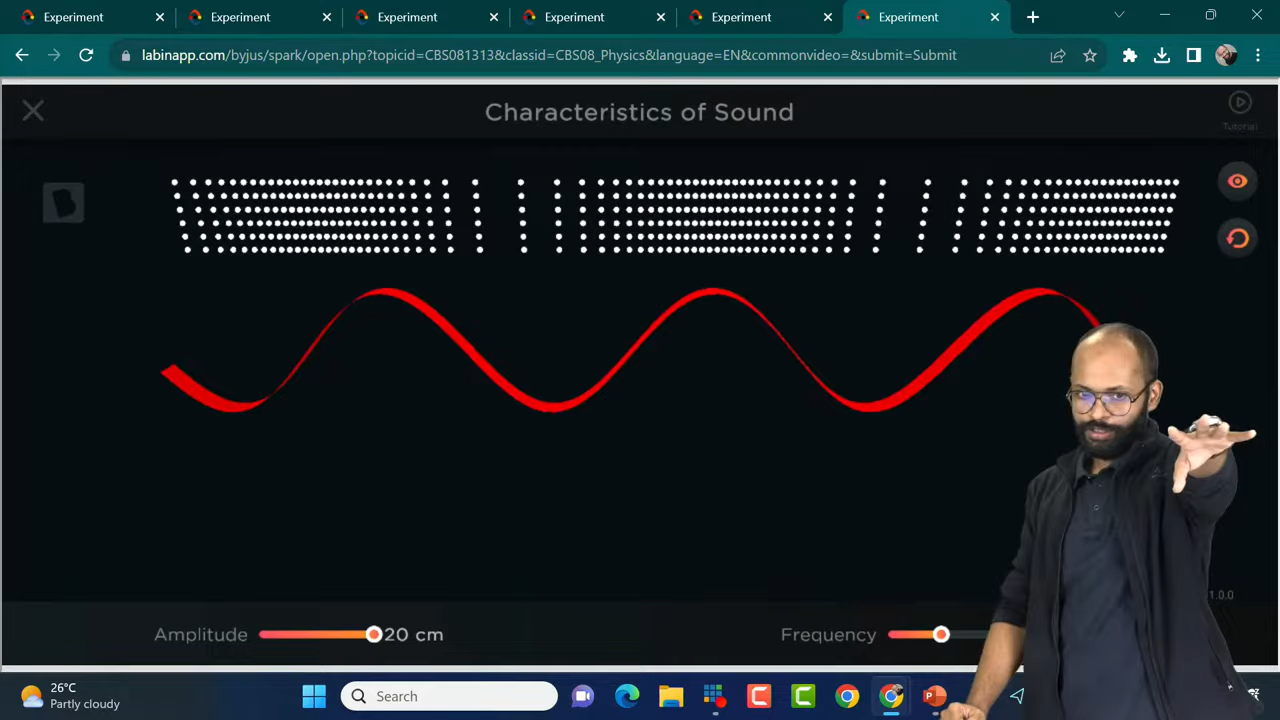 Experiment
Experiment
Experiment
Experiment
Experiment
Experiment
labinapp.com/byjus/spark/open.php?topicid=CBS081313&classid=CBS08_Physics&language=EN&commonvideo=&submit=Submit
Characteristics of Sound
Tutorial
B
1.0.0
Amplitude 20 cm
Frequency
26°C
Partly cloudy
Search